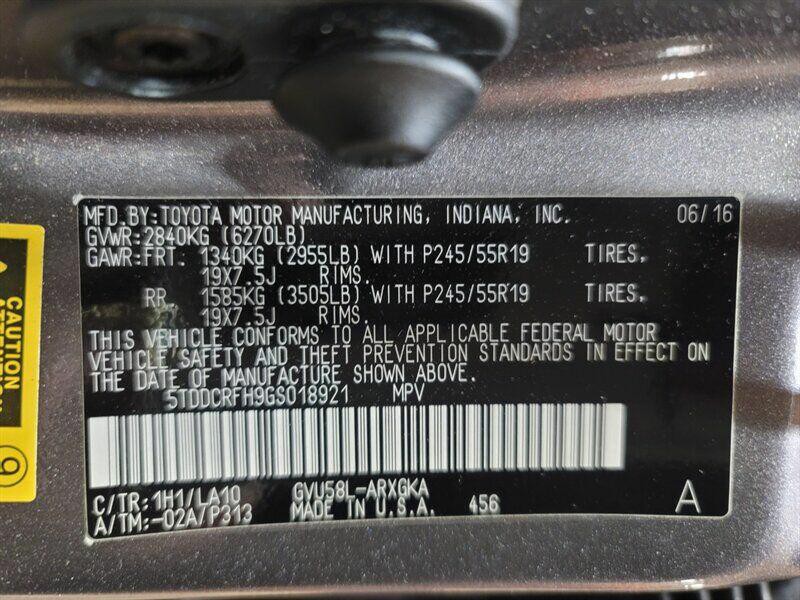 MFD.BY:TOYOTA MOTOR MANUFACTURING, INDIANA, INC. 06/16
GVWR:2840KG (6270LB)
GAWR:FRT. 1340KG (2955LB) WITH P245/55R19 TIRES.
19X7.5J RIMS.
RR 1585KG (3505LB) WITH P245/55R19 TIRES.
19X7.5J RIMS.
THIS VEHICLE CONFORMS TO ALL APPLICABLE FEDERAL MOTOR
VEHICLE SAFETY AND THEFT PREVENTION STANDARDS IN EFFECT ON
THE DATE OF MANUFACTURE SHOWN ABOVE.
5TDDCRFH9GS018921 MPV
C/TR:1H1/LA10 GVU58L-ARXGKA
A/TM:-02A/P313 MADE IN U.S.A. 456 A
CAUTION
9